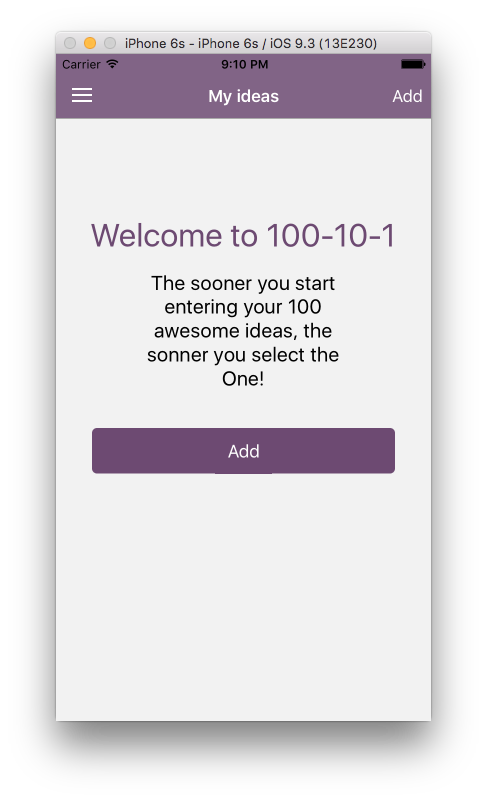 iPhone 6s - iPhone 6s / iOS 9.3 (13E230)
Carrier 9:10 PM
My ideas Add
Welcome to 100-10-1
The sooner you start
entering your 100
awesome ideas, the
sonner you select the
One!
Add